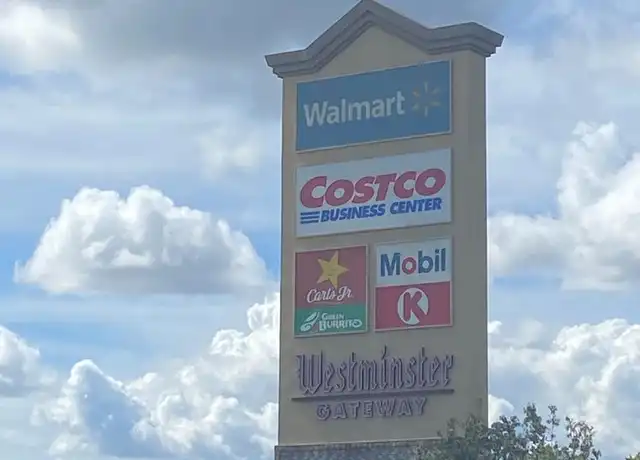 Walmart
COSTCO
BUSINESS CENTER
Carl's Jr.
GREEN
BURRITO
Mobil
K
Westminster
GATEWAY